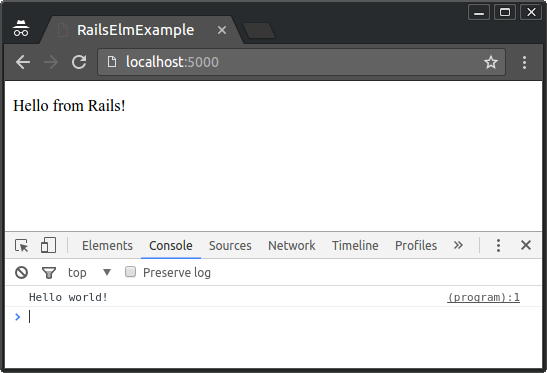 RailsElmExample
localhost:5000
Hello from Rails!
Elements Console Sources Network Timeline Profiles
top Preserve log
Hello world! (program):1